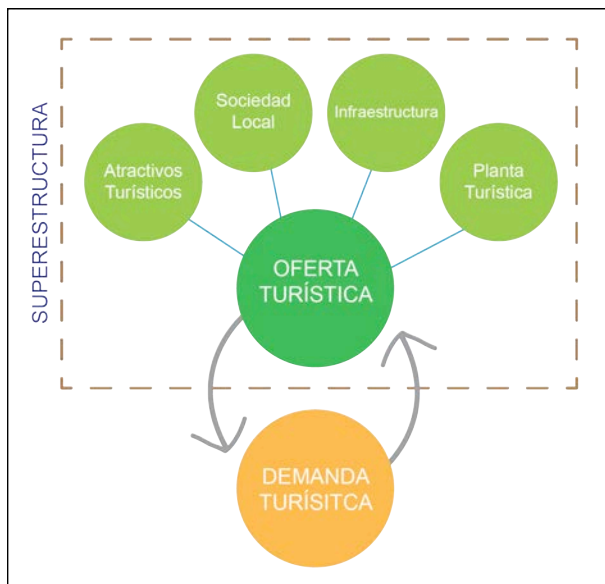 SUPERESTRUCTURA
Atractivos
Turísticos
Sociedad
Local
Infraestructura
Planta
Turística
OFERTA
TURÍSTICA
DEMANDA
TURÍSITCA